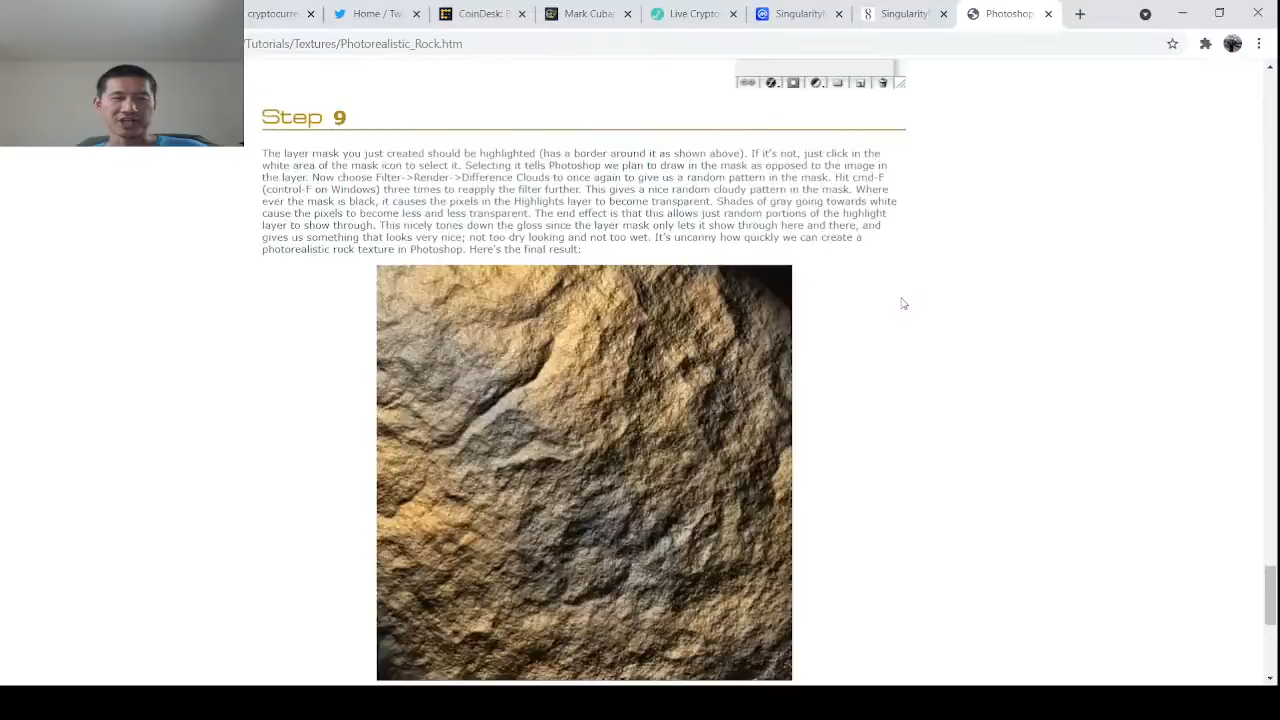 cryptocurre
Home / Tw
CoinDesk: B
Mark Cuba
Live Crypto
Singularity
Singularity
Photoshop
/Tutorials/Textures/Photorealistic_Rock.htm
Step 9
The layer mask you just created should be highlighted (has a border around it as shown above). If it's not, just click in the
white area of the mask icon to select it. Selecting it tells Photoshop we plan to draw in the mask as opposed to the image in
the layer. Now choose Filter->Render->Difference Clouds to once again to give us a random pattern in the mask. Hit cmd-F
(control-F on Windows) three times to reapply the filter further. This gives a nice random cloudy pattern in the mask. Where
ever the mask is black, it causes the pixels in the Highlights layer to become transparent. Shades of gray going towards white
cause the pixels to become less and less transparent. The end effect is that this allows just random portions of the highlight
layer to show through. This nicely tones down the gloss since the layer mask only lets it show through here and there, and
gives us something that looks very nice; not too dry looking and not too wet. It's uncanny how quickly we can create a
photorealistic rock texture in Photoshop. Here's the final result: